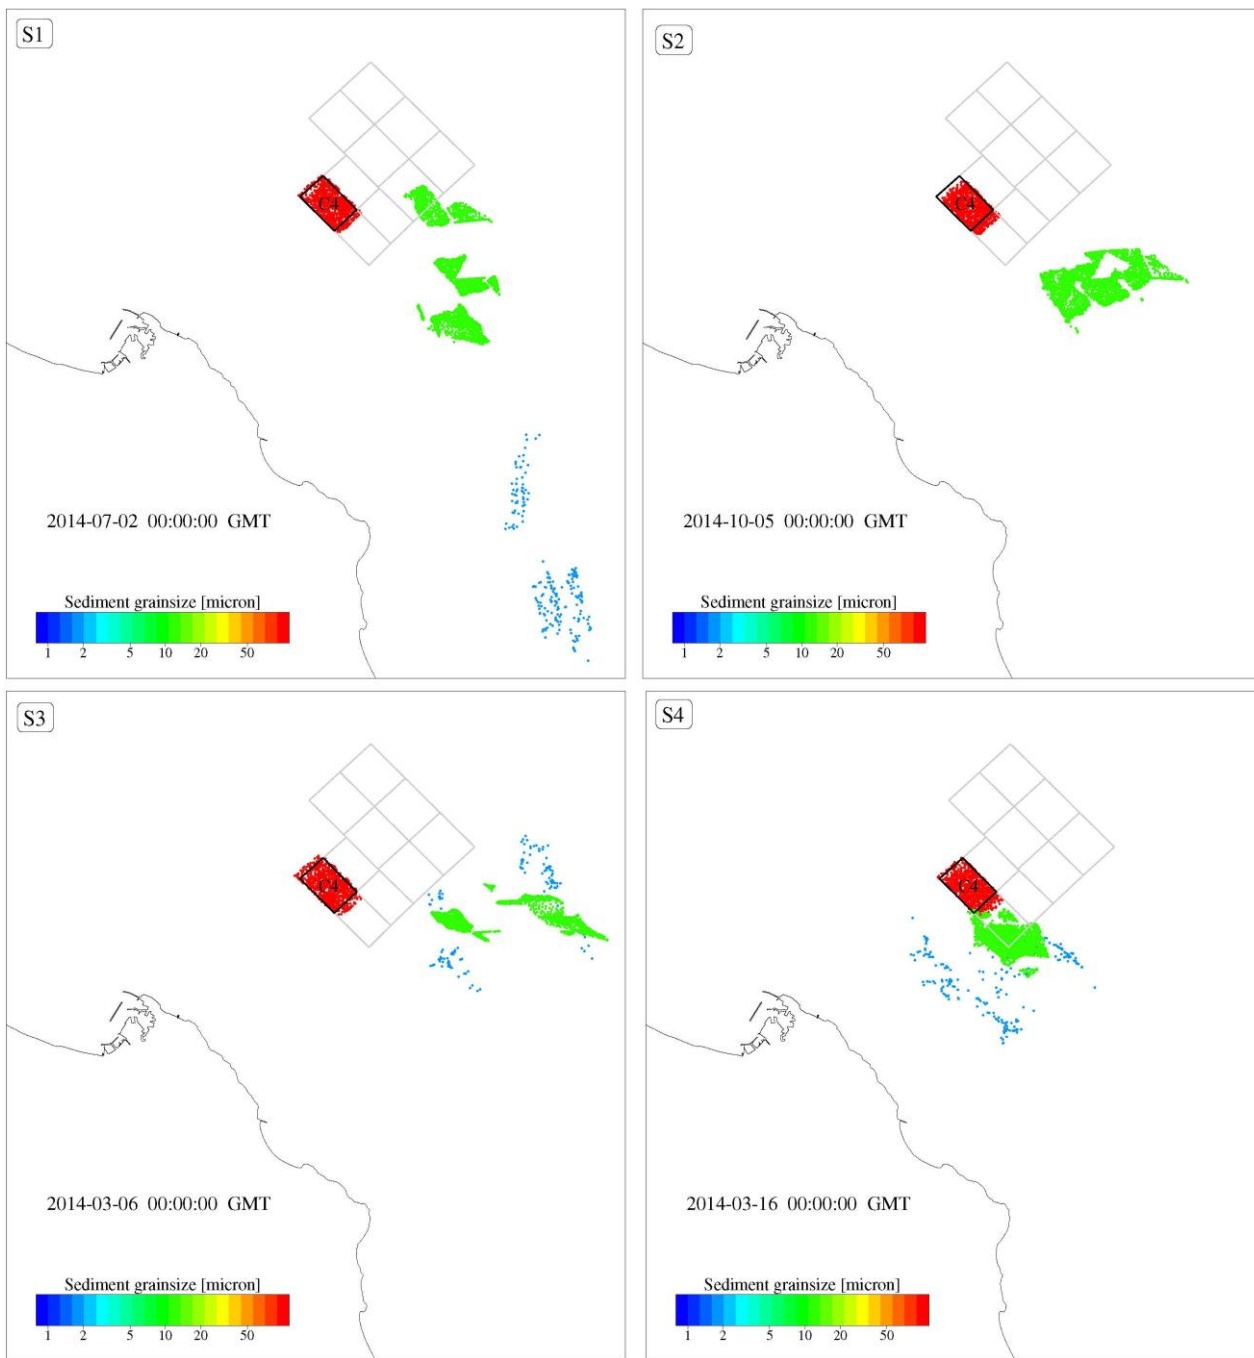 S1
C4
2014-07-02 00:00:00 GMT
Sediment grainsize [micron]
1 2 5 10 20 50
S2
C4
2014-10-05 00:00:00 GMT
Sediment grainsize [micron]
1 2 5 10 20 50
S3
C4
2014-03-06 00:00:00 GMT
Sediment grainsize [micron]
1 2 5 10 20 50
S4
C4
2014-03-16 00:00:00 GMT
Sediment grainsize [micron]
1 2 5 10 20 50